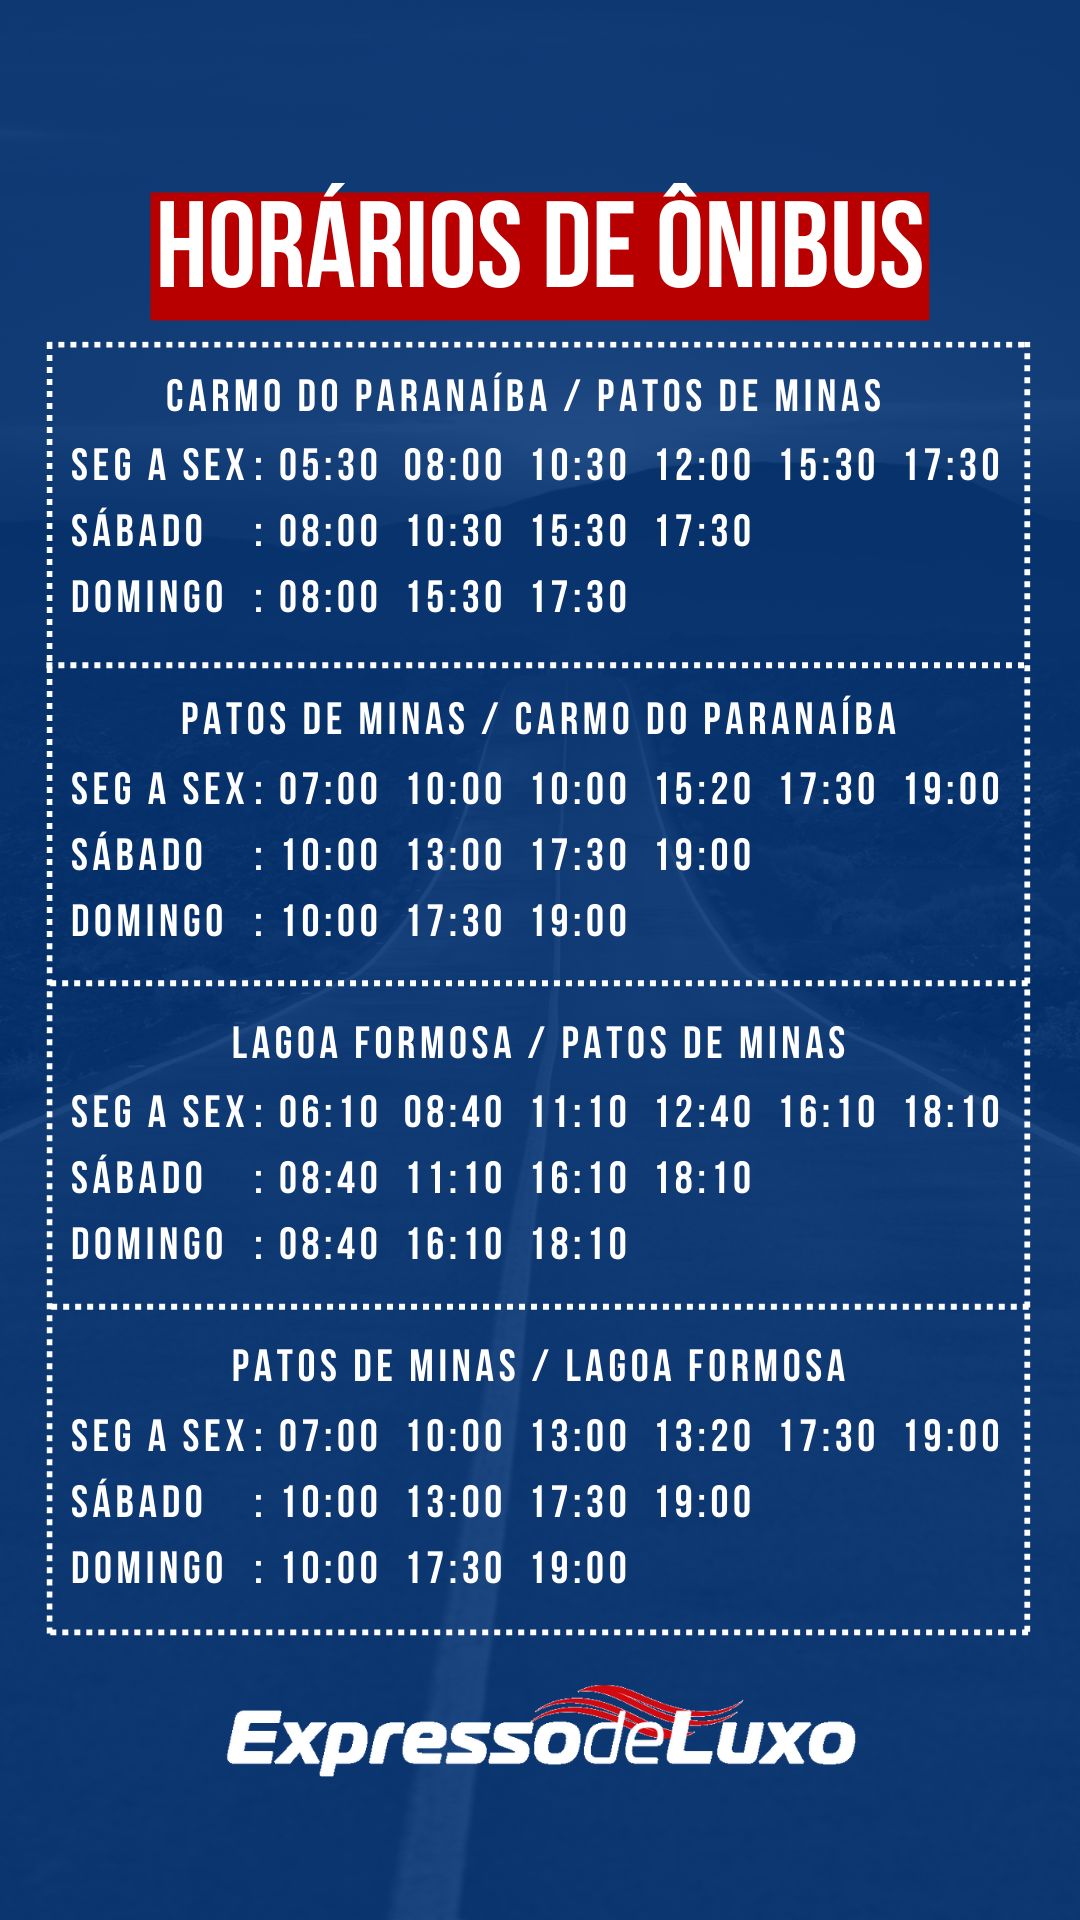 HORÁRIOS DE ÔNIBUS
CARMO DO PARANAÍBA / PATOS DE MINAS
SEG A SEX: 05:30 08:00 10:30 12:00 15:30 17:30
SÁBADO : 08:00 10:30 15:30 17:30
DOMINGO : 08:00 15:30 17:30
PATOS DE MINAS / CARMO DO PARANAÍBA
SEG A SEX: 07:00 10:00 10:00 15:20 17:30 19:00
SÁBADO : 10:00 13:00 17:30 19:00
DOMINGO : 10:00 17:30 19:00
LAGOA FORMOSA / PATOS DE MINAS
SEG A SEX: 06:10 08:40 11:10 12:40 16:10 18:10
SÁBADO : 08:40 11:10 16:10 18:10
DOMINGO : 08:40 16:10 18:10
PATOS DE MINAS / LAGOA FORMOSA
SEG A SEX: 07:00 10:00 13:00 13:20 17:30 19:00
SÁBADO : 10:00 13:00 17:30 19:00
DOMINGO : 10:00 17:30 19:00
ExpressodeLuxo